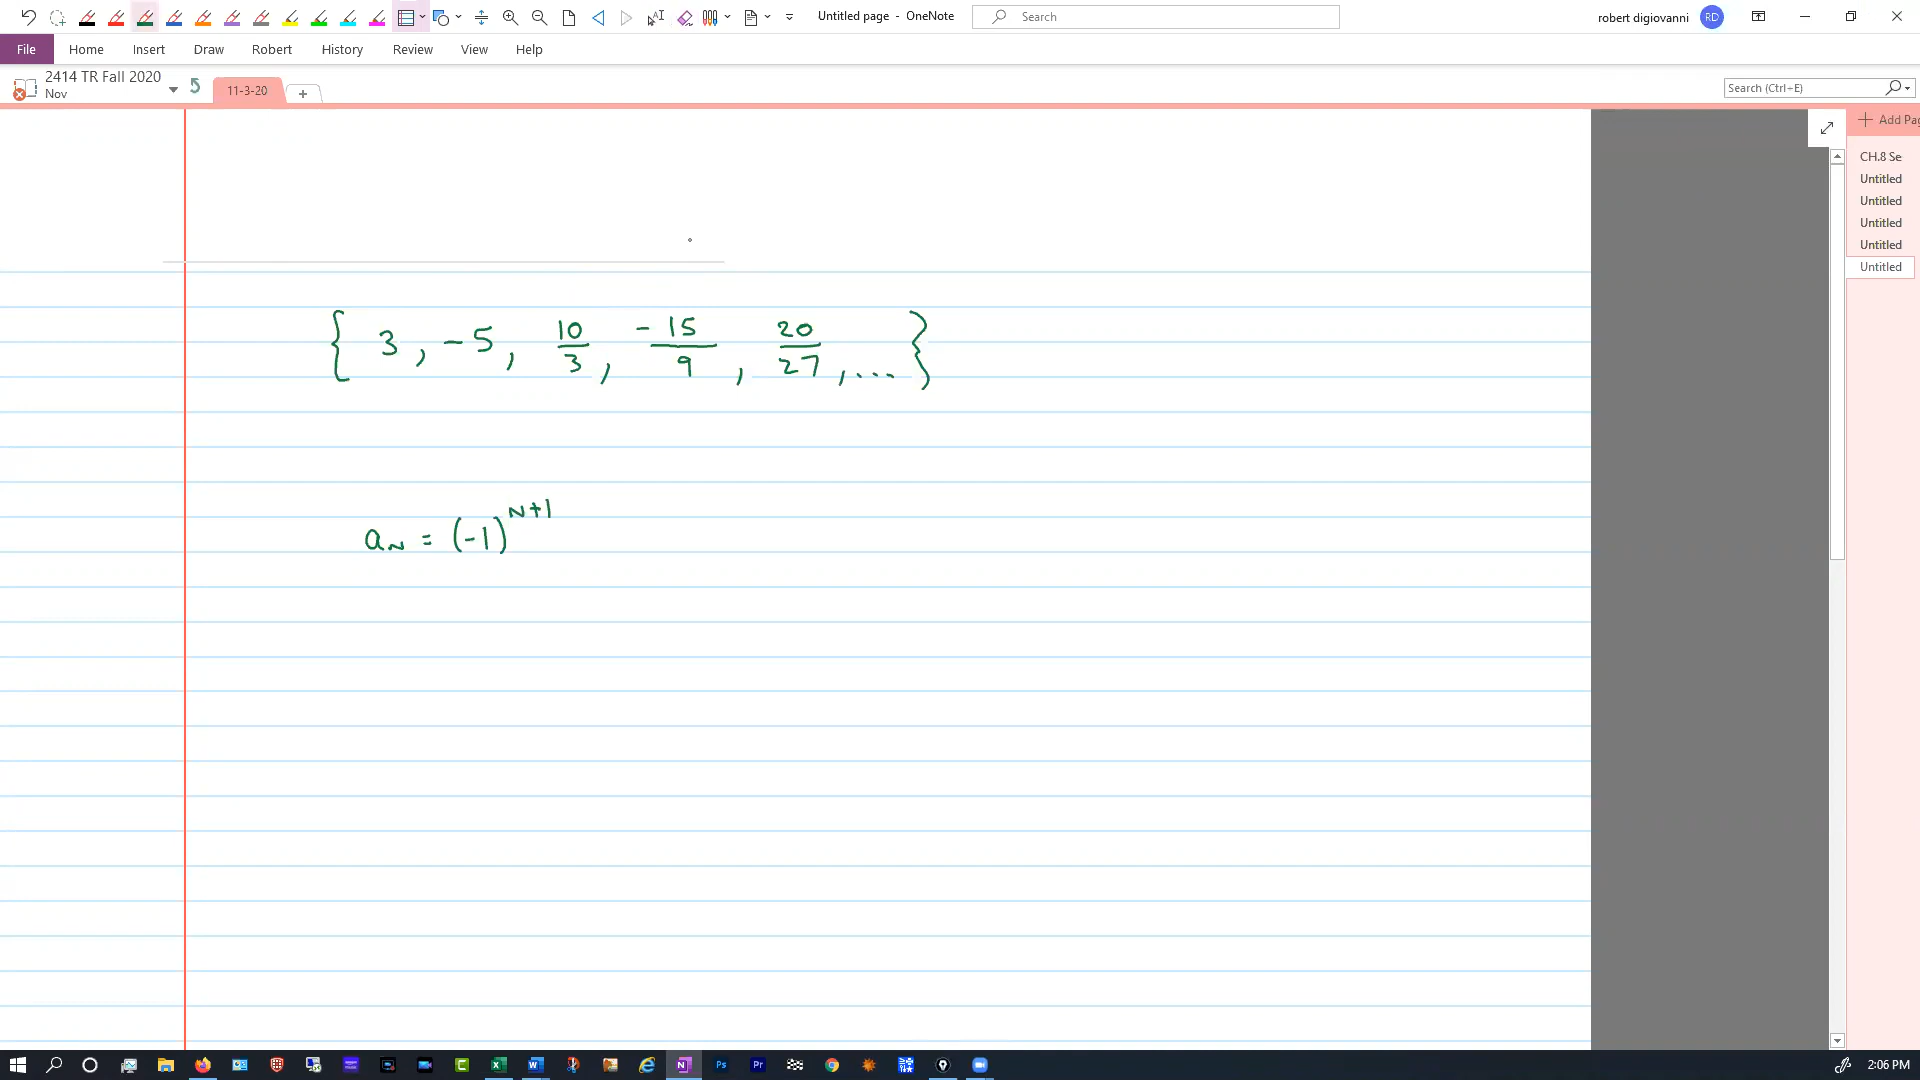 Untitled page - OneNote
Search
robert digiovanni
RD
File
Home
Insert
Draw
Robert
History
Review
View
Help
2414 TR Fall 2020
Nov
11-3-20
Search (Ctrl+E)
Add Pag
CH.8 Se
Untitled
Untitled
Untitled
Untitled
Untitled
{ 3, -5, 10/3, -15/9, 20/27, ... }
a_N = (-1)^{N+1}
2:06 PM